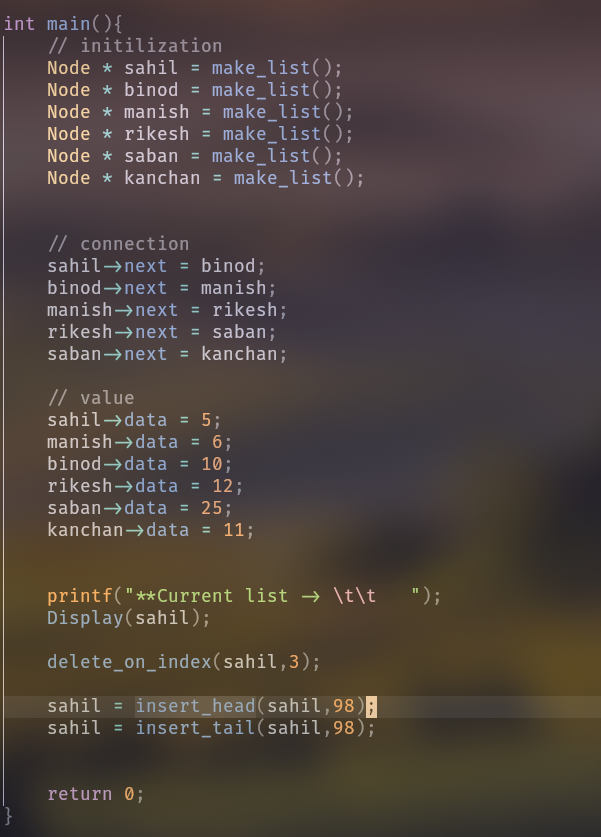 int main(){
    // initilization
    Node * sahil = make_list();
    Node * binod = make_list();
    Node * manish = make_list();
    Node * rikesh = make_list();
    Node * saban = make_list();
    Node * kanchan = make_list();
    // connection
    sahil->next = binod;
    binod->next = manish;
    manish->next = rikesh;
    rikesh->next = saban;
    saban->next = kanchan;
    // value
    sahil->data = 5;
    manish->data = 6;
    binod->data = 10;
    rikesh->data = 12;
    saban->data = 25;
    kanchan->data = 11;
    printf("**Current list -> \t\t   ");
    Display(sahil);
    delete_on_index(sahil,3);
    sahil = insert_head(sahil,98);
    sahil = insert_tail(sahil,98);
    return 0;
}